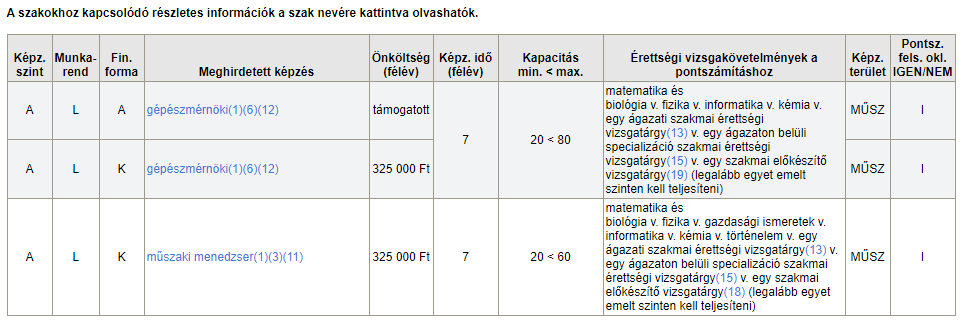 A szakokhoz kapcsolódó részletes információk a szak nevére kattintva olvashatók.
Képz. szint Munka-rend Fin. forma Meghirdetett képzés Önköltség (félév) Képz. idő (félév) Kapacitás min. < max. Érettségi vizsgakövetelmények a pontszámításhoz Képz. terület Pontsz. fels. okl. IGEN/NEM
A L A gépészmérnöki(1)(6)(12) támogatott 7 20 < 80
matematika és
biológia v. fizika v. informatika v. kémia v.
egy ágazati szakmai érettségi
vizsgatárgy(13) v. egy ágazaton belüli
specializáció szakmai érettségi
vizsgatárgy(15) v. egy szakmai előkészítő
vizsgatárgy(19) (legalább egyet emelt
szinten kell teljesíteni)
MŰSZ I
A L K gépészmérnöki(1)(6)(12) 325 000 Ft MŰSZ I
A L K műszaki menedzser(1)(3)(11) 325 000 Ft 7 20 < 60
matematika és
biológia v. fizika v. gazdasági ismeretek v.
informatika v. kémia v. történelem v. egy
ágazati szakmai érettségi vizsgatárgy(13) v.
egy ágazaton belüli specializáció szakmai
érettségi vizsgatárgy(15) v. egy szakmai
előkészítő vizsgatárgy(18) (legalább egyet
emelt szinten kell teljesíteni)
MŰSZ I